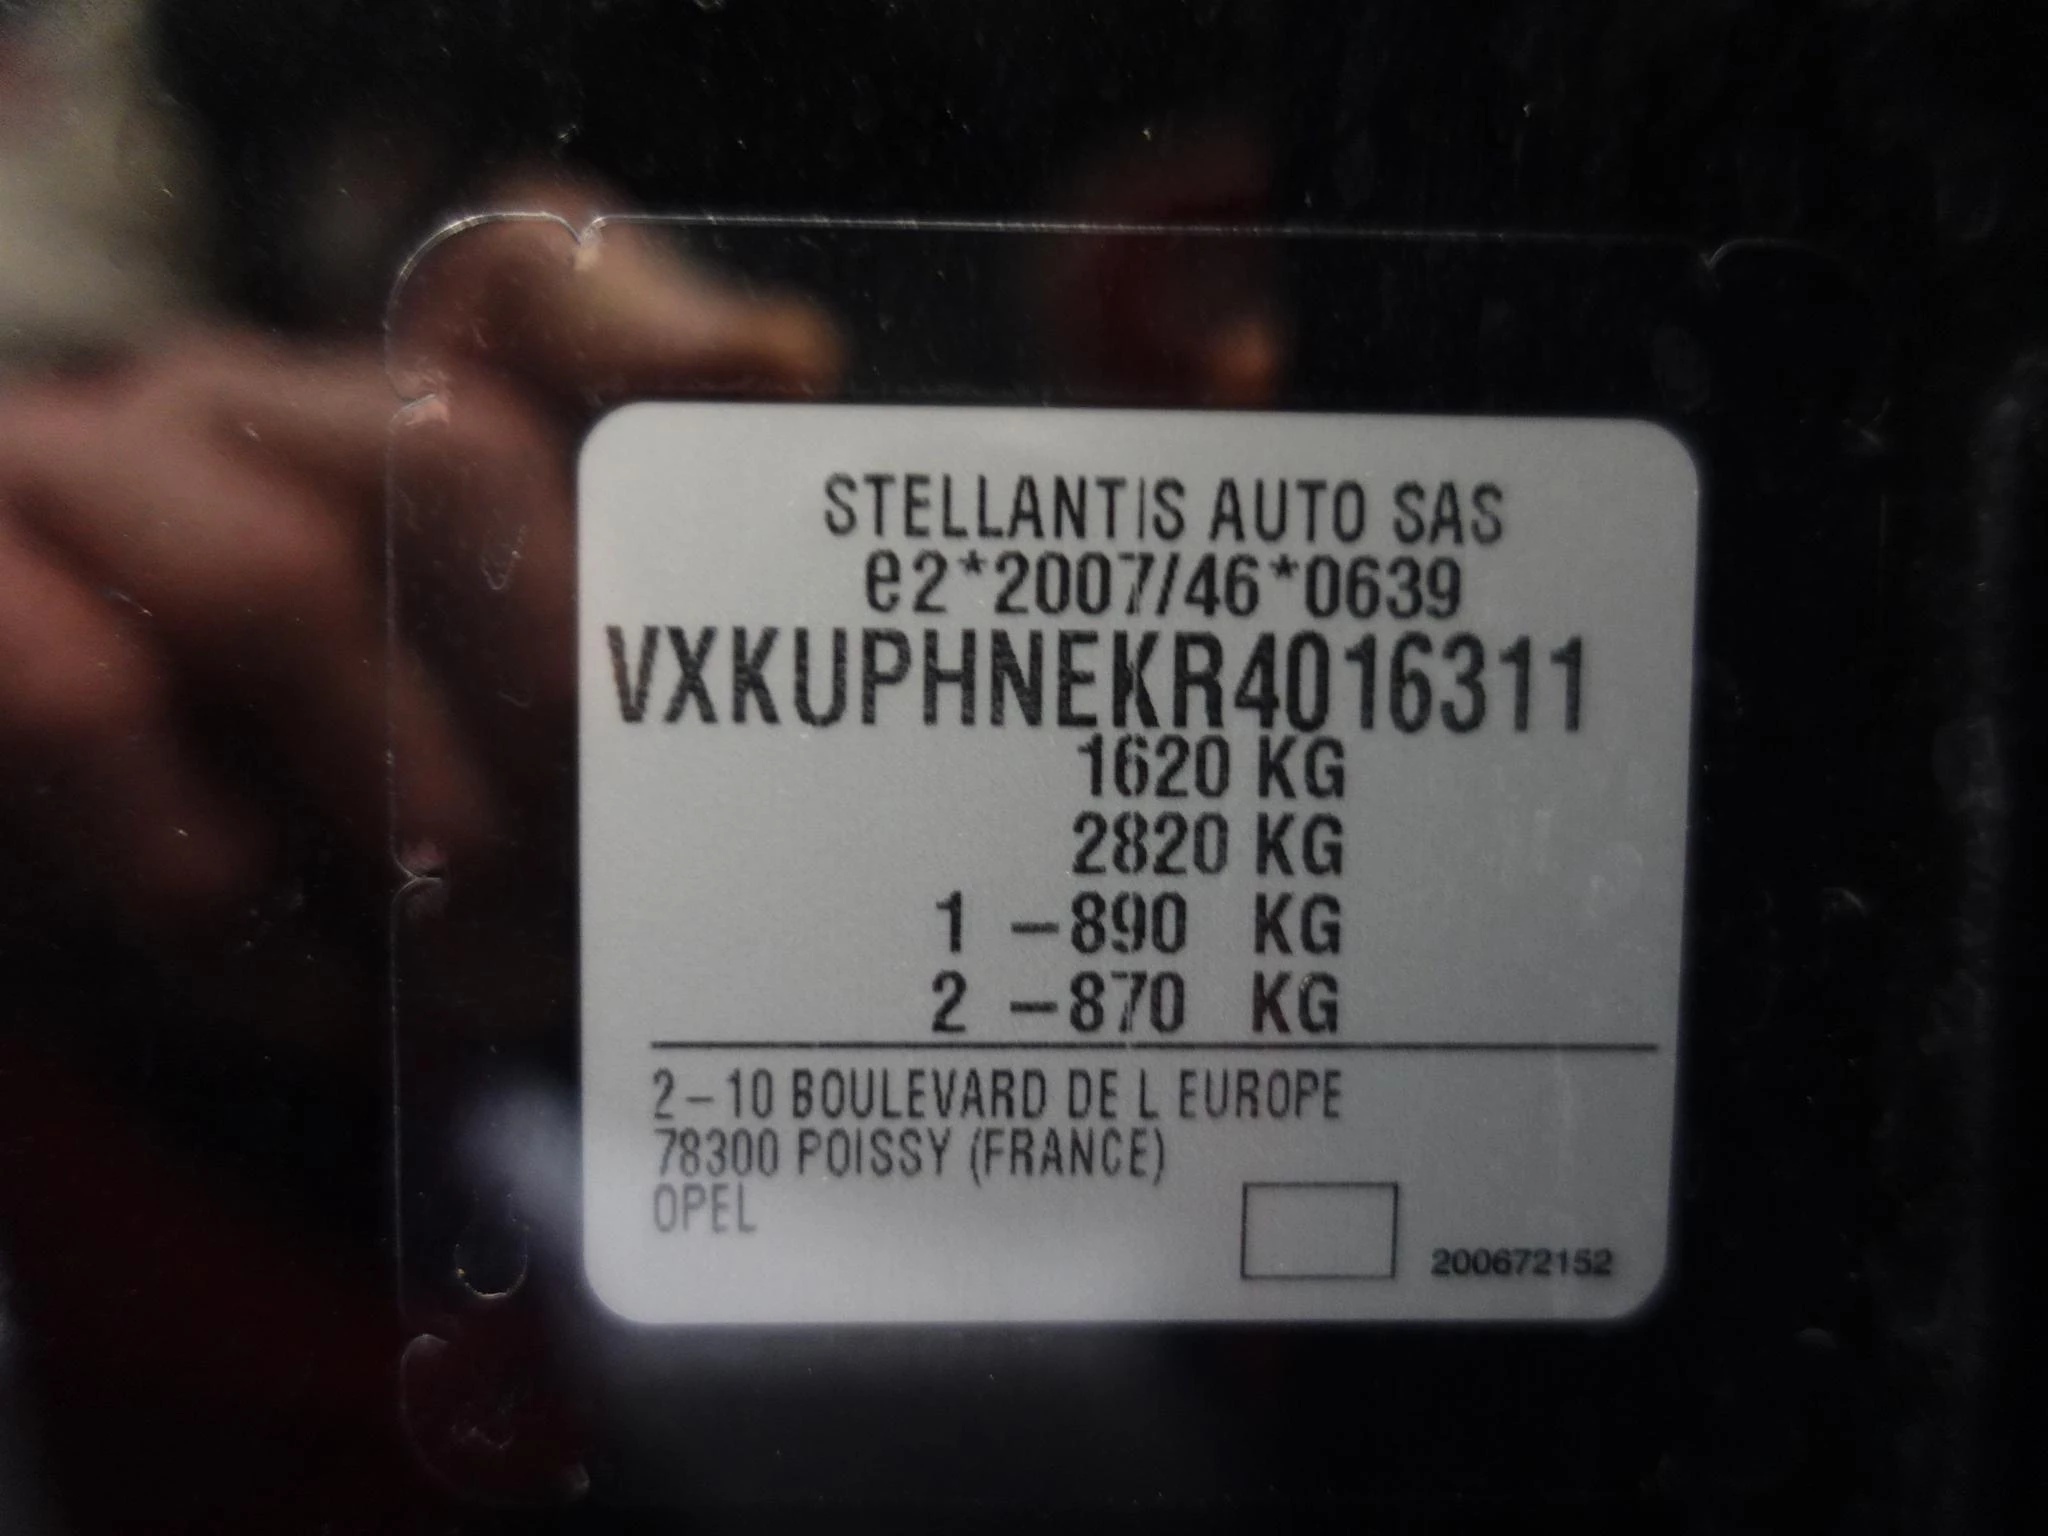 STELLANTIS AUTO SAS
e2*2007/46*0639
VXKUPHNEKR4016311
1620 KG
2820 KG
1 –890 KG
2 –870 KG
2–10 BOULEVARD DE L EUROPE
78300 POISSY (FRANCE)
OPEL
200672152